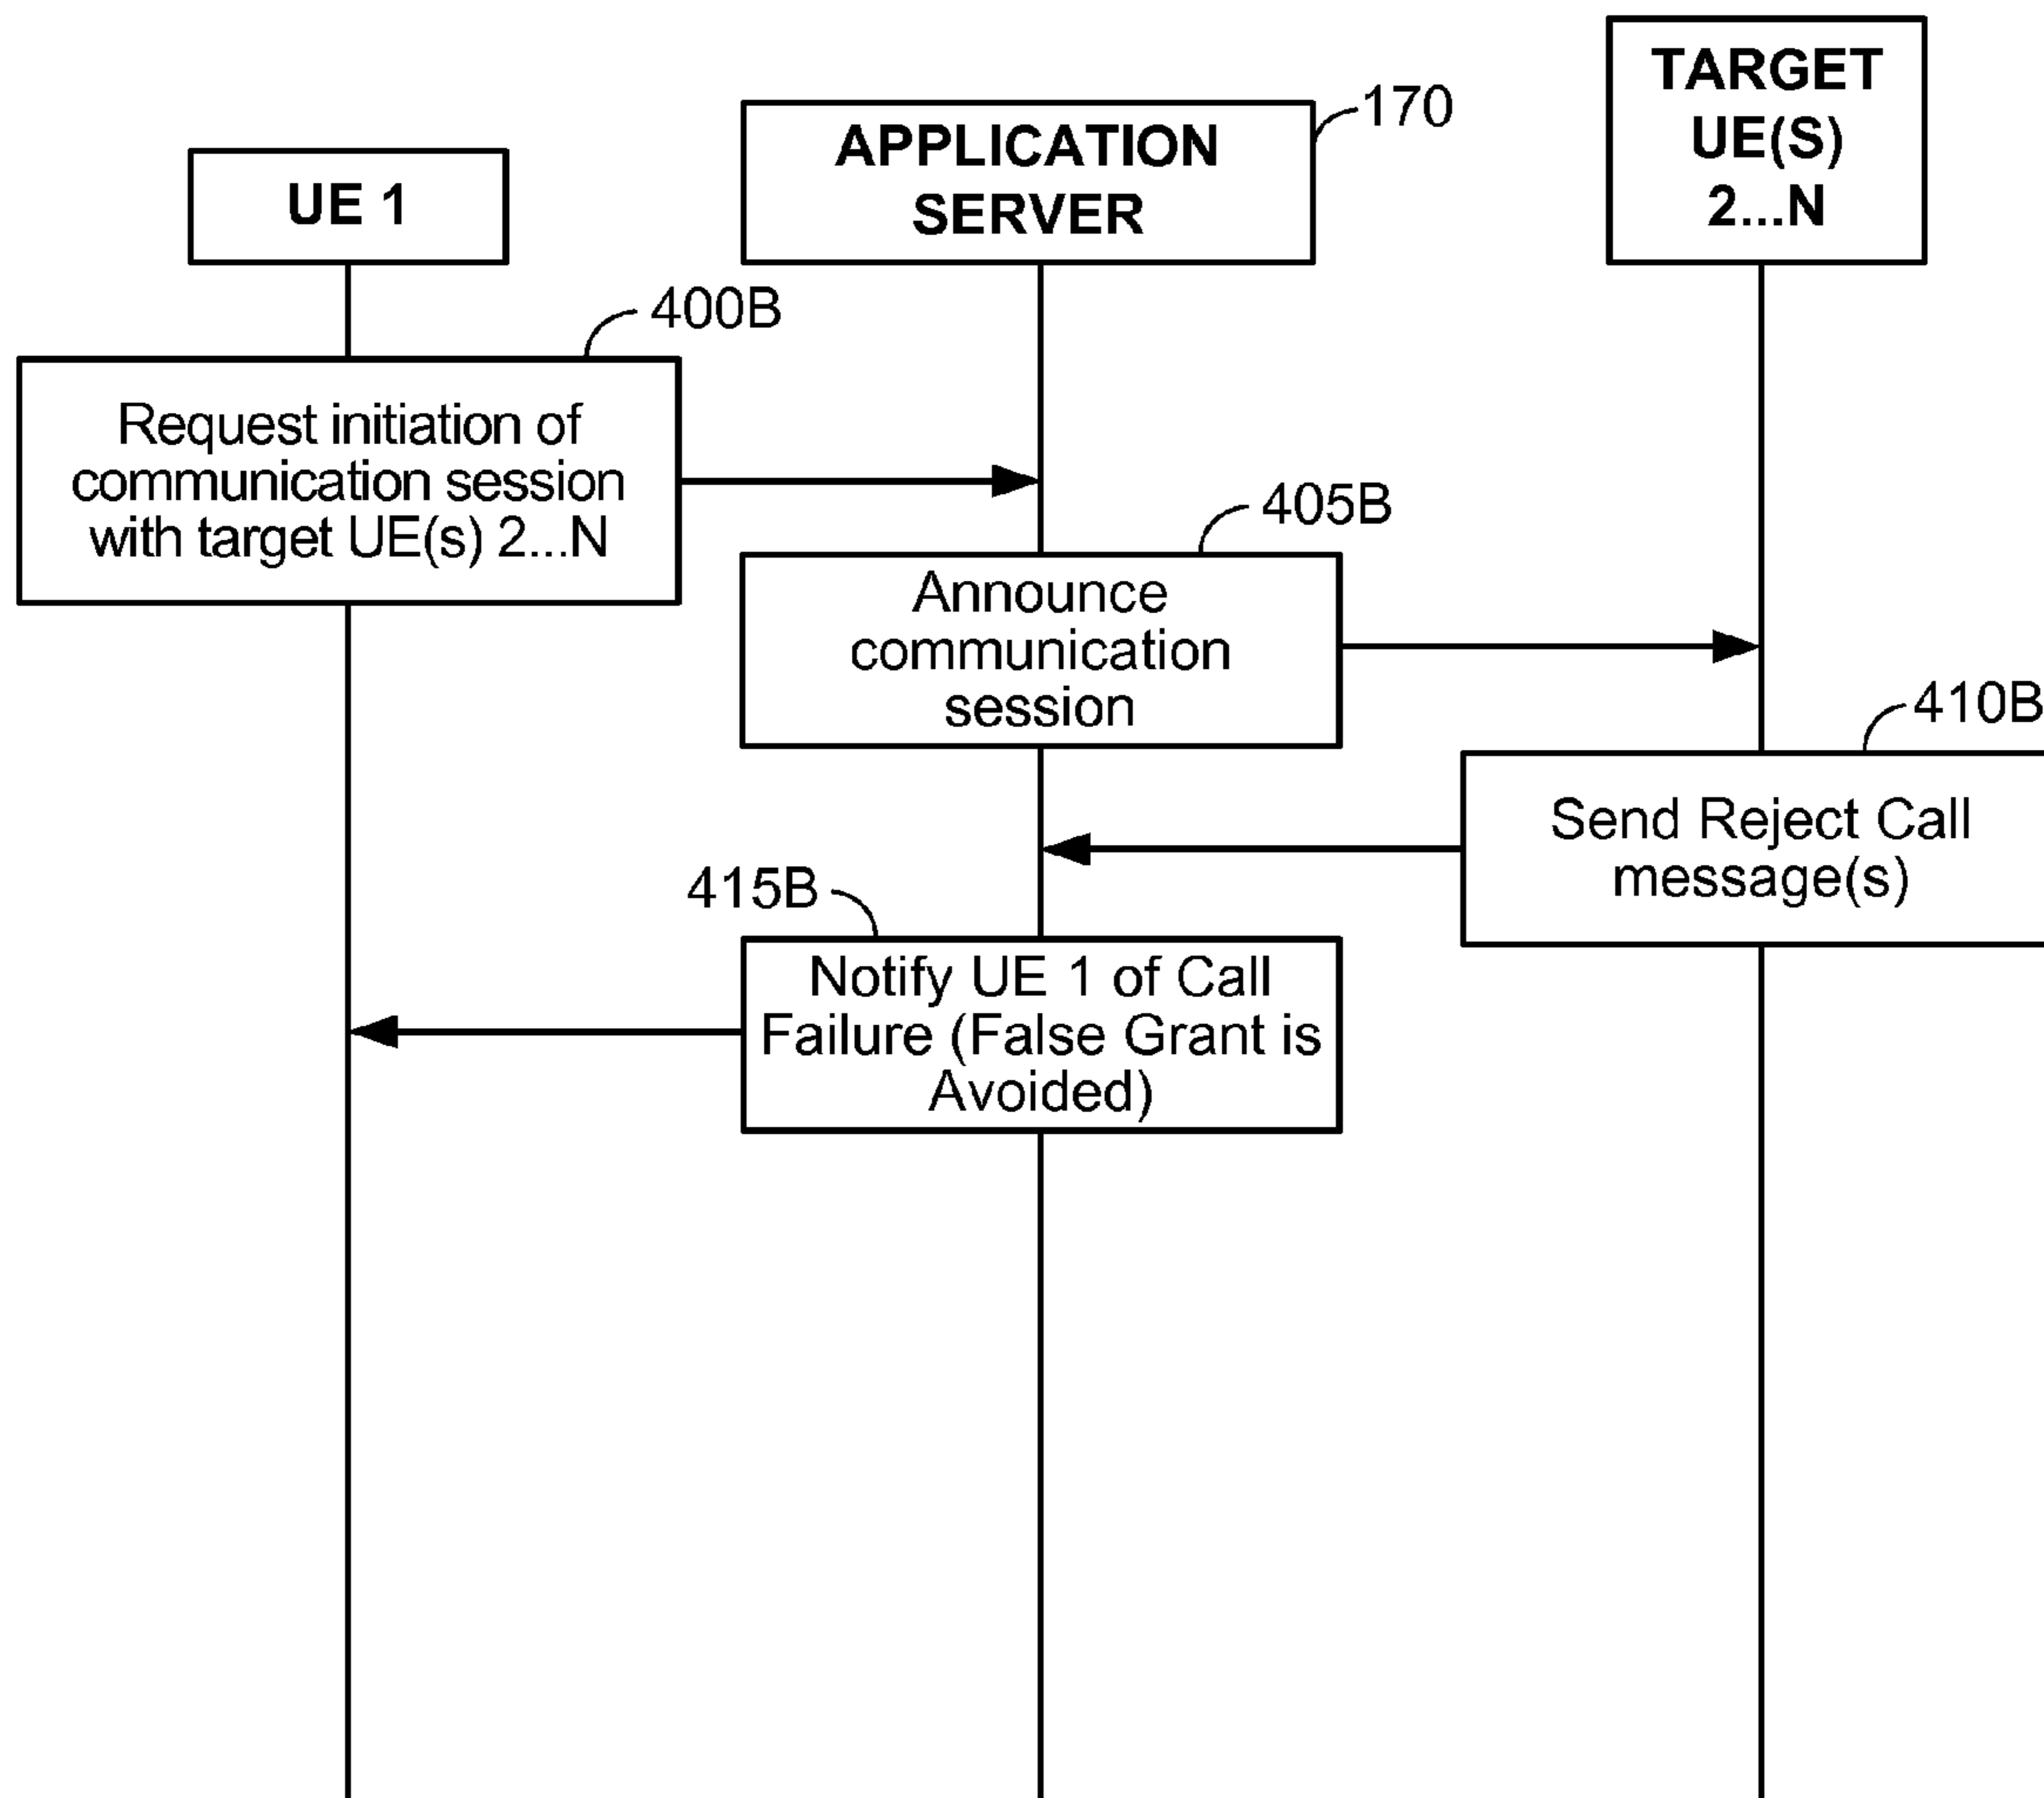 TARGET
UE(S)
2...N
APPLICATION
SERVER
170
UE 1
400B
Request initiation of
communication session
with target UE(s) 2...N
405B
Announce
communication
session
410B
Send Reject Call
message(s)
415B
Notify UE 1 of Call
Failure (False Grant is
Avoided)